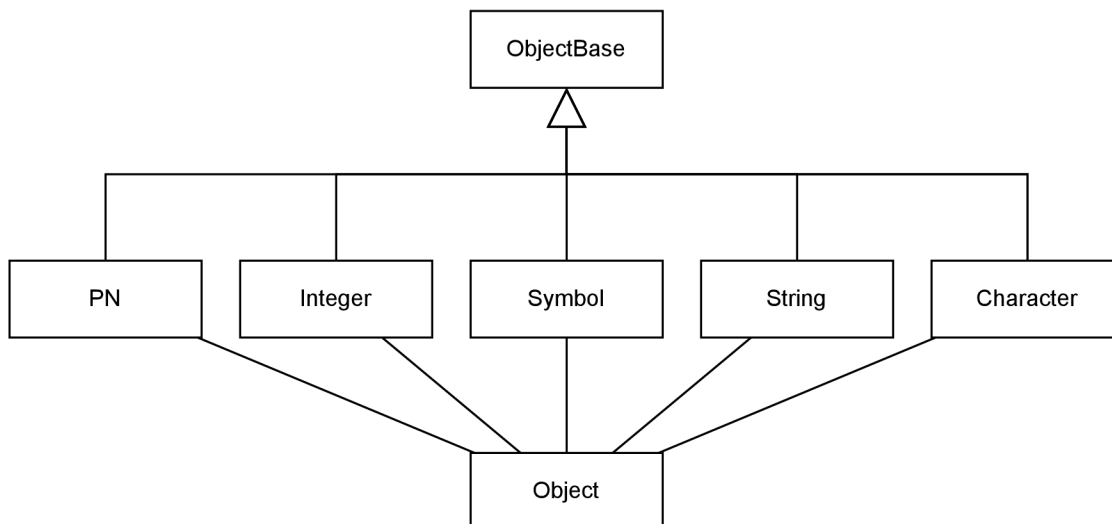 ObjectBase
PN
Integer
Symbol
String
Character
Object